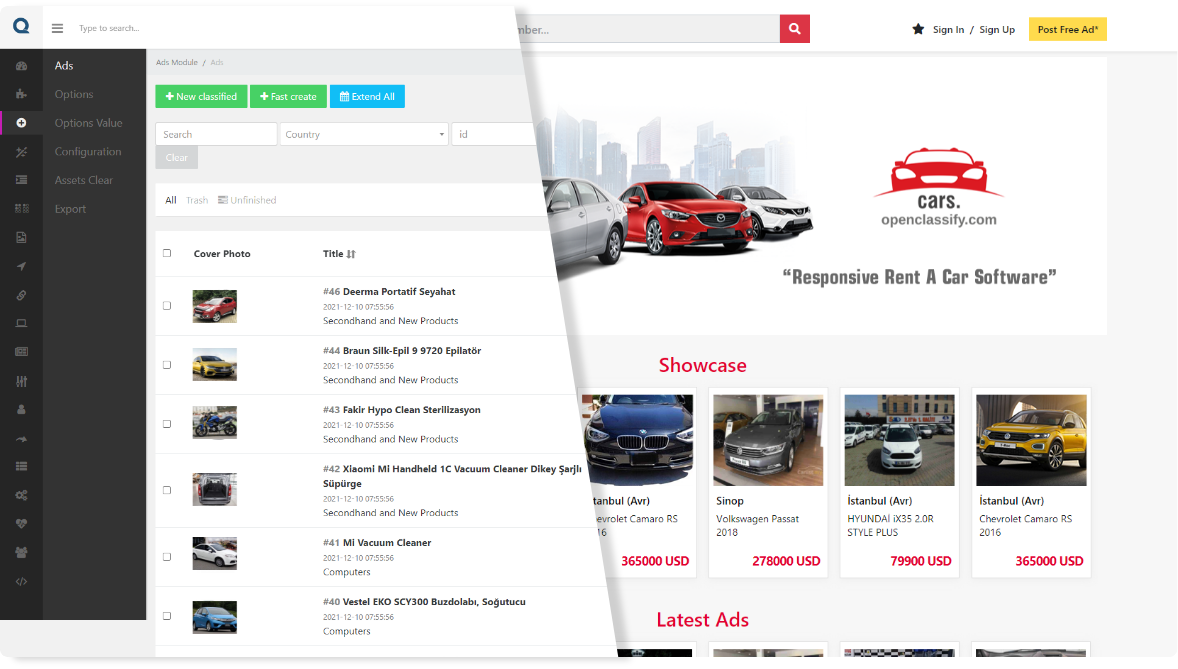 Q
Type to search...
Ads
Options
Options Value
Configuration
Assets Clear
Export
Ads Module / Ads
New classified
Fast create
Extend All
Search
Country
id
Clear
All
Trash
Unfinished
Cover Photo
Title
#46 Deerma Portatif Seyahat
2021-12-10 07:55:56
Secondhand and New Products
#44 Braun Silk-Epil 9 9720 Epilatör
2021-12-10 07:55:56
Secondhand and New Products
#43 Fakir Hypo Clean Sterilizasyon
2021-12-10 07:55:56
Secondhand and New Products
#42 Xiaomi Mi Handheld 1C Vacuum Cleaner Dikey Şarjlı
Süpürge
2021-12-10 07:55:56
Secondhand and New Products
#41 Mi Vacuum Cleaner
2021-12-10 07:55:56
Computers
#40 Vestel EKO SCY300 Buzdolabı, Soğutucu
2021-12-10 07:55:56
Computers
mber...
Sign In / Sign Up
Post Free Ad*
cars.
openclassify.com
“Responsive Rent A Car Software”
Showcase
tanbul (Avr)
evrolet Camaro RS
16
365000 USD
Sinop
Volkswagen Passat
2018
278000 USD
İstanbul (Avr)
HYUNDAİ iX35 2.0R
STYLE PLUS
79900 USD
İstanbul (Avr)
Chevrolet Camaro RS
2016
365000 USD
Latest Ads